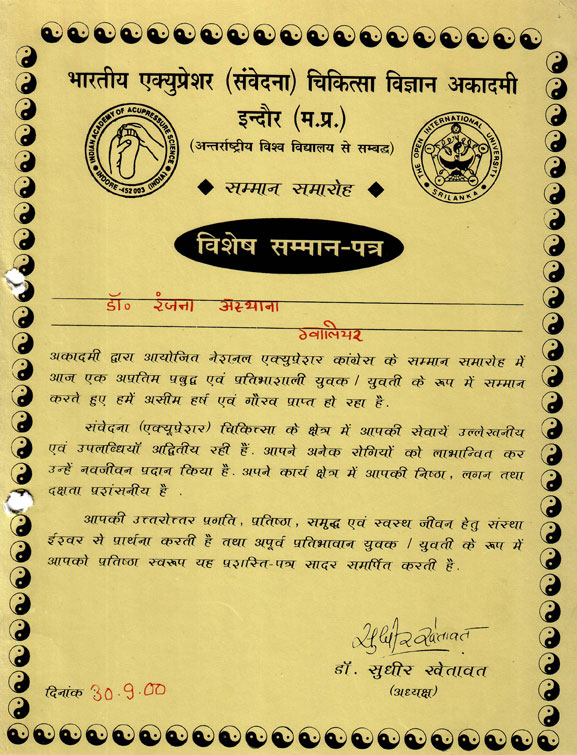 भारतीय एक्युप्रेशर (संवेदना) चिकित्सा विज्ञान अकादमी
इन्दौर (म.प्र.)
(अन्तर्राष्ट्रीय विश्व विद्यालय से सम्बद्ध)
INDIAN ACADEMY OF ACUPRESSURE SCIENCE
INDORE -452 003 (INDIA)
THE OPEN INTERNATIONAL UNIVERSITY
SRILANKA
◆ सम्मान समारोह ◆
विशेष सम्मान-पत्र
डॉ॰ रंजना अस्थाना
ग्वालियर
अकादमी द्वारा आयोजित नेशनल एक्युप्रेशर कांग्रेस के सम्मान समारोह में
आज एक अप्रतिम प्रबुद्ध एवं प्रतिभाशाली युवक / युवती के रूप में सम्मान
करते हुए हमें असीम हर्ष एवं गौरव प्राप्त हो रहा है.
संवेदना (एक्युप्रेशर) चिकित्सा के क्षेत्र में आपकी सेवायें उल्लेखनीय
एवं उपलब्धियाँ अद्वितीय रही हैं. आपने अनेक रोगियों को लाभान्वित कर
उन्हें नवजीवन प्रदान किया है. अपने कार्य क्षेत्र में आपकी निष्ठा, लगन तथा
दक्षता प्रशंसनीय है .
आपकी उत्तरोत्तर प्रगति, प्रतिष्ठा, समृद्ध एवं स्वस्थ जीवन हेतु संस्था
ईश्वर से प्रार्थना करती है तथा अपूर्व प्रतिभावान युवक / युवती के रूप में
आपको प्रतिष्ठा स्वरूप यह प्रशस्ति-पत्र सादर समर्पित करती है.
सुधीर खेतावत
डॉ. सुधीर खेतावत
(अध्यक्ष)
दिनांक 30.9.00